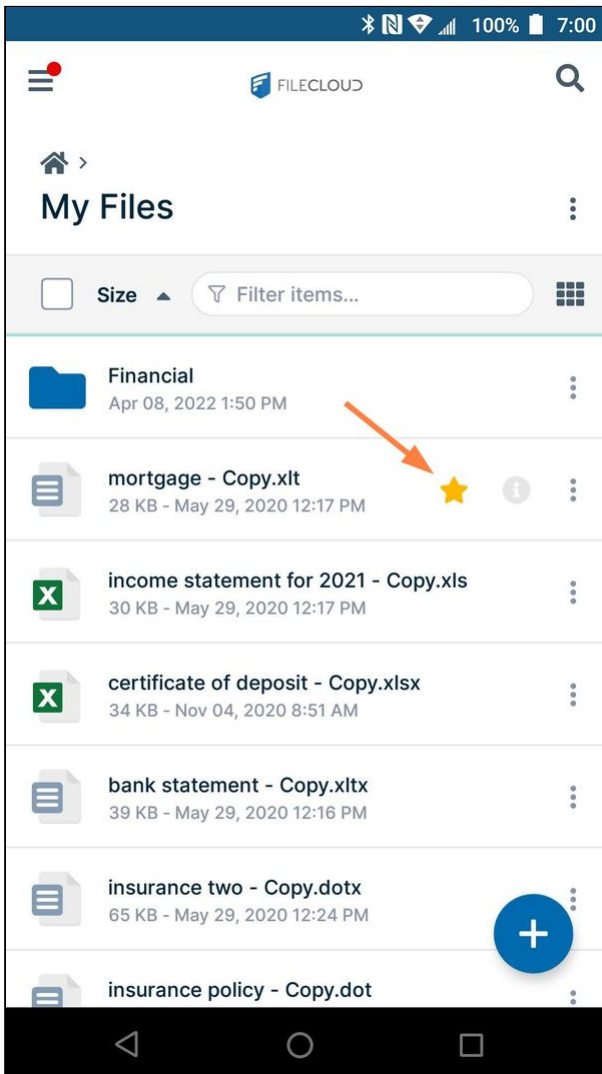 100% 7:00
FILECLOUD
My Files
Size Filter items...
Financial
Apr 08, 2022 1:50 PM
mortgage - Copy.xlt
28 KB - May 29, 2020 12:17 PM
income statement for 2021 - Copy.xls
30 KB - May 29, 2020 12:17 PM
certificate of deposit - Copy.xlsx
34 KB - Nov 04, 2020 8:51 AM
bank statement - Copy.xltx
39 KB - May 29, 2020 12:16 PM
insurance two - Copy.dotx
65 KB - May 29, 2020 12:24 PM
insurance policy - Copy.dot